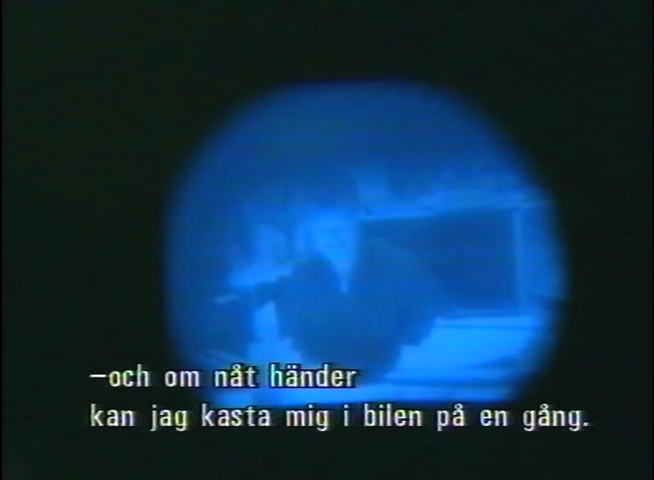 –och om nåt händer
kan jag kasta mig i bilen på en gång.